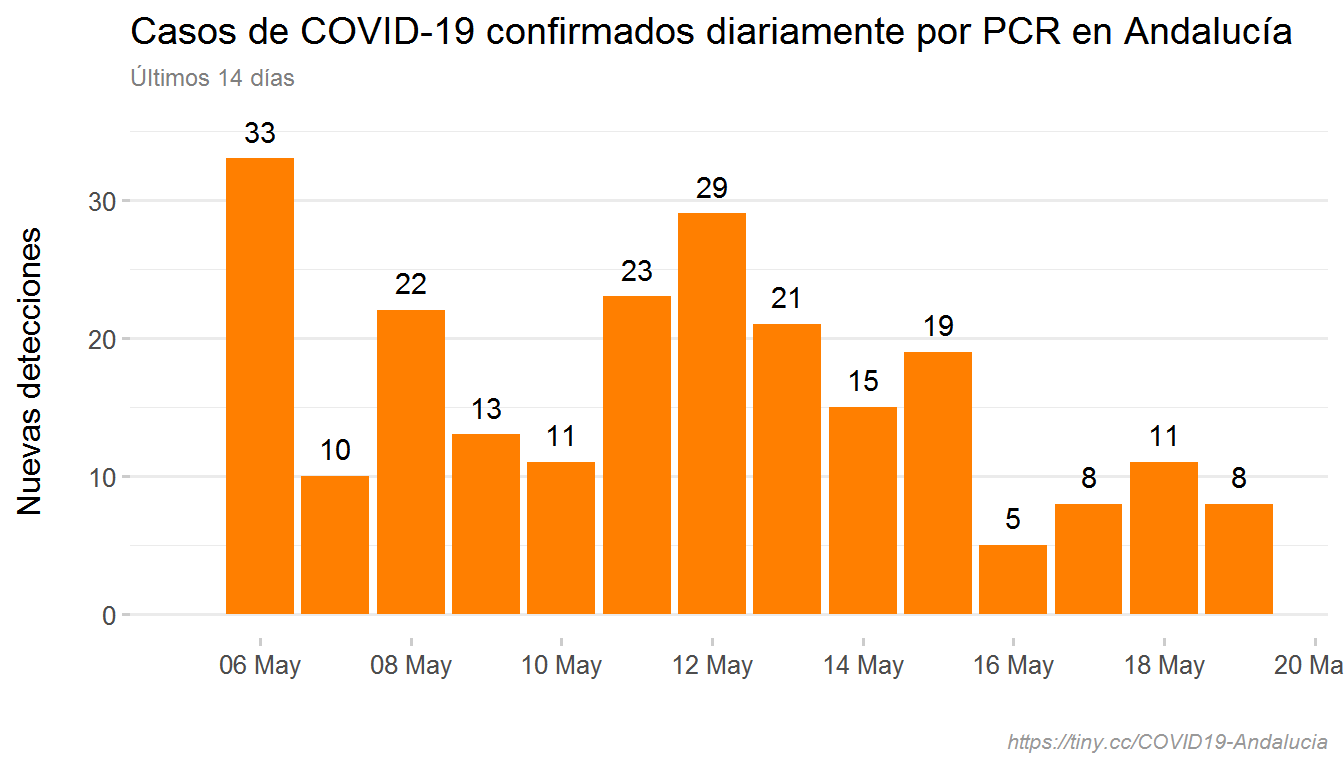 Casos de COVID-19 confirmados diariamente por PCR en Andalucía
Últimos 14 días
Nuevas detecciones
30
20
10
0
33
10
22
13
11
23
29
21
15
19
5
8
11
8
06 May
08 May
10 May
12 May
14 May
16 May
18 May
20 Ma
https://tiny.cc/COVID19-Andalucia